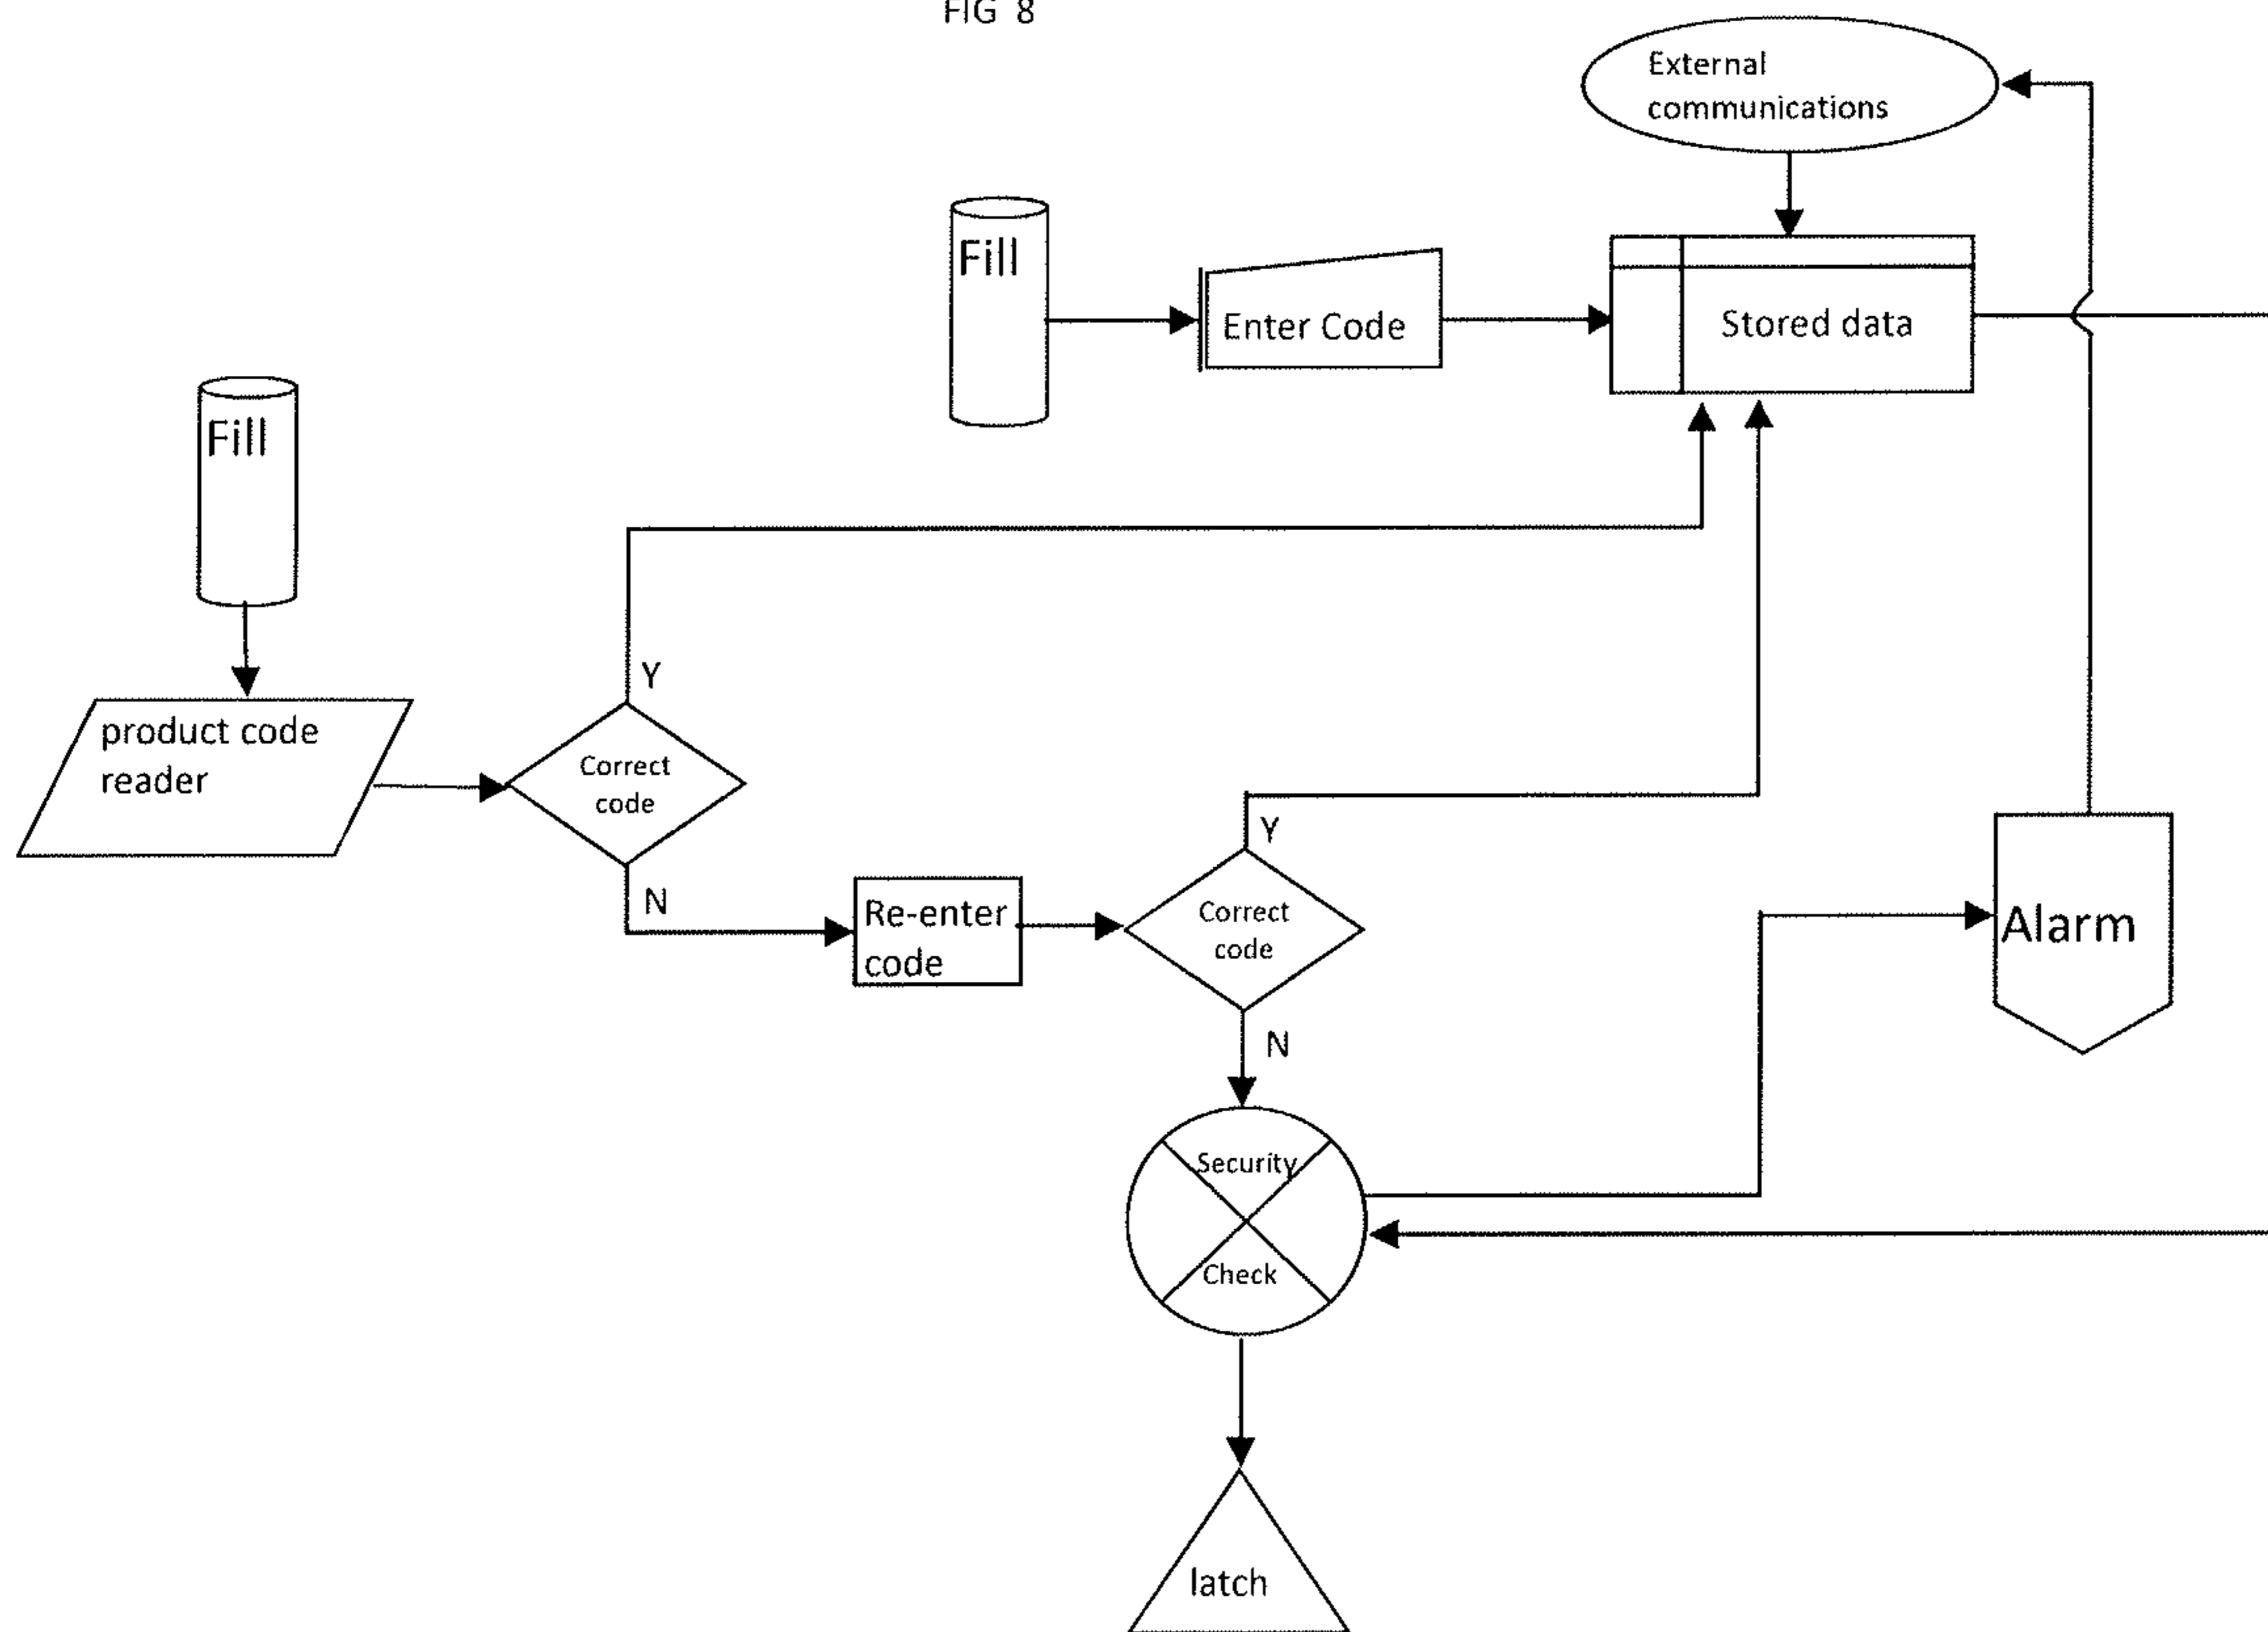 FIG 8
External
communications
Fill
Enter Code
Stored data
Fill
product code
reader
Y
Correct
code
N
Re-enter
code
Y
Correct
code
N
Alarm
Security
Check
latch